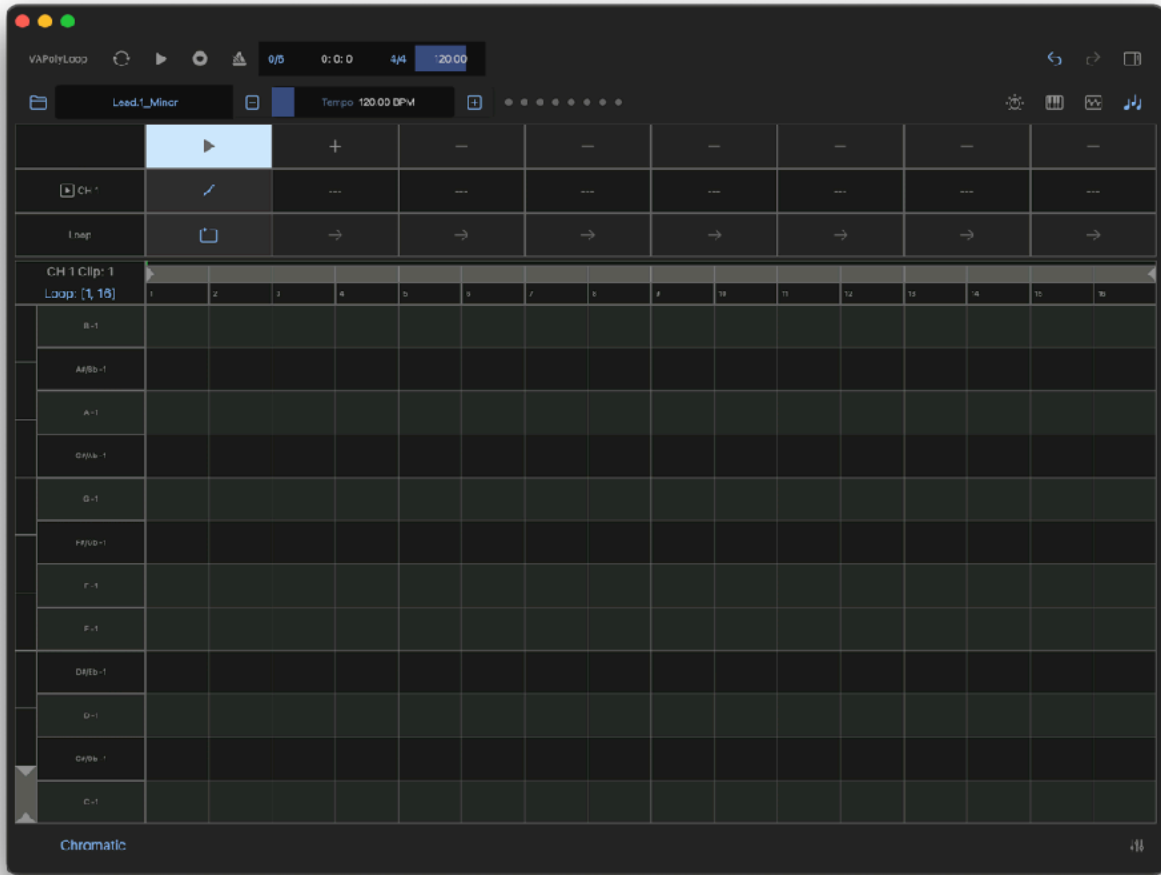 VAPolyLoop 0/5 0: 0: 0 4/4 120.00
Lead.1_Minor Tempo 120.00 BPM
CH 1
Loop
CH 1 Clip: 1
Loop: [1, 16]
1 2 3 4 5 6 7 8 9 10 11 12 13 14 15 16
B -1
A#/Bb -1
A -1
G#/Ab -1
G -1
F#/Gb -1
F -1
E -1
D#/Eb -1
D -1
C#/Db -1
C -1
Chromatic